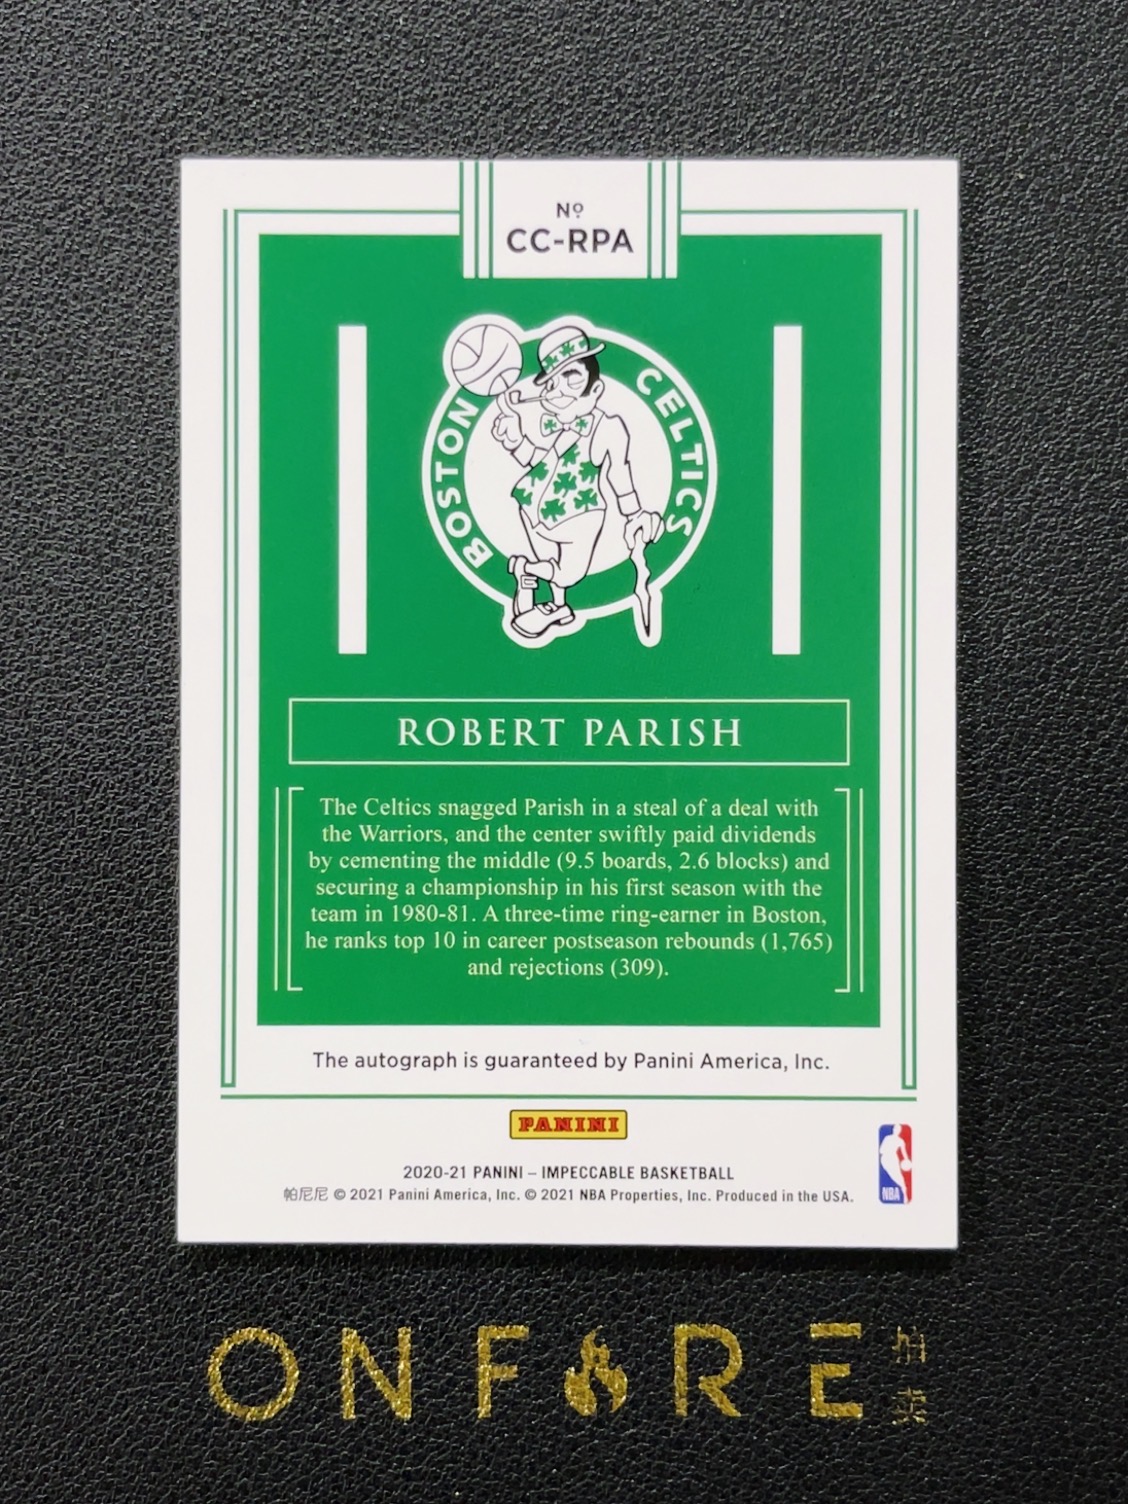 Nº
CC-RPA
BOSTON CELTICS
ROBERT PARISH
The Celtics snagged Parish in a steal of a deal with
the Warriors, and the center swiftly paid dividends
by cementing the middle (9.5 boards, 2.6 blocks) and
securing a championship in his first season with the
team in 1980-81. A three-time ring-earner in Boston,
he ranks top 10 in career postseason rebounds (1,765)
and rejections (309).
The autograph is guaranteed by Panini America, Inc.
PANINI
2020-21 PANINI – IMPECCABLE BASKETBALL
帕尼尼 © 2021 Panini America, Inc. © 2021 NBA Properties, Inc. Produced in the USA.
NBA
ONFIRE